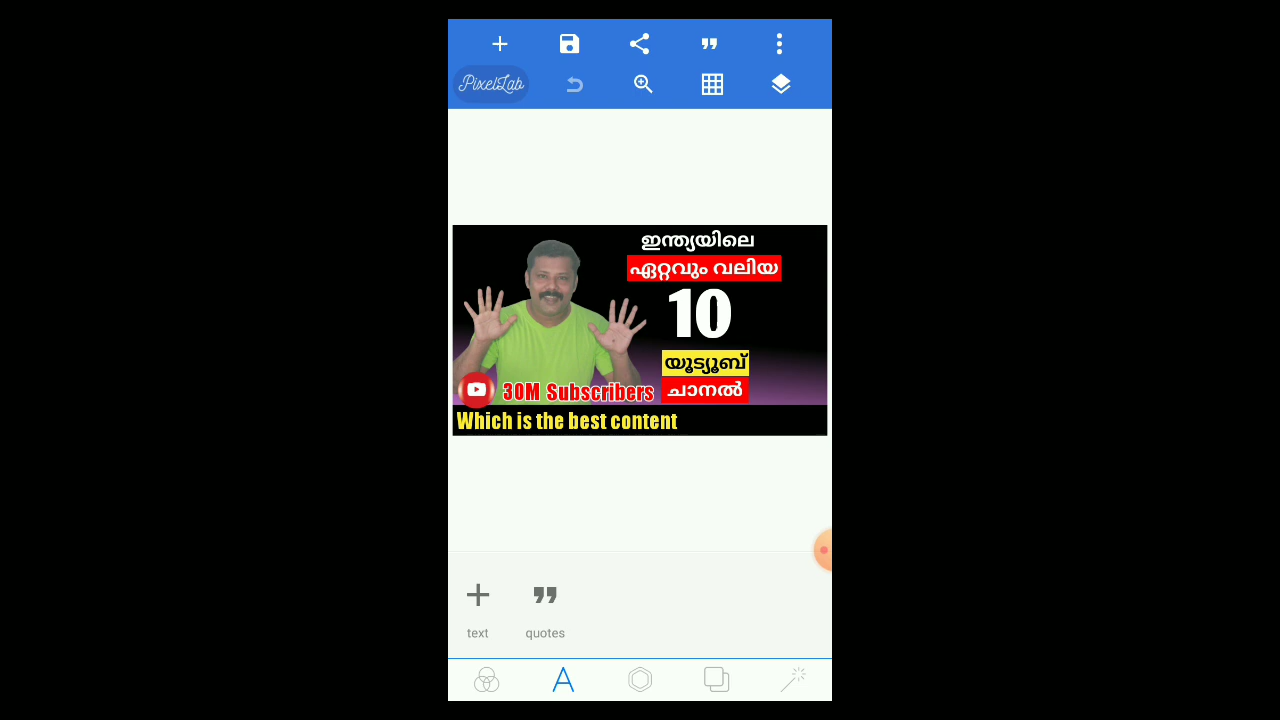 PixelLab
ഇന്ത്യയിലെ
ഏറ്റവും വലിയ
10
യൂട്യൂബ്
ചാനൽ
30M Subscribers
Which is the best content
text
quotes